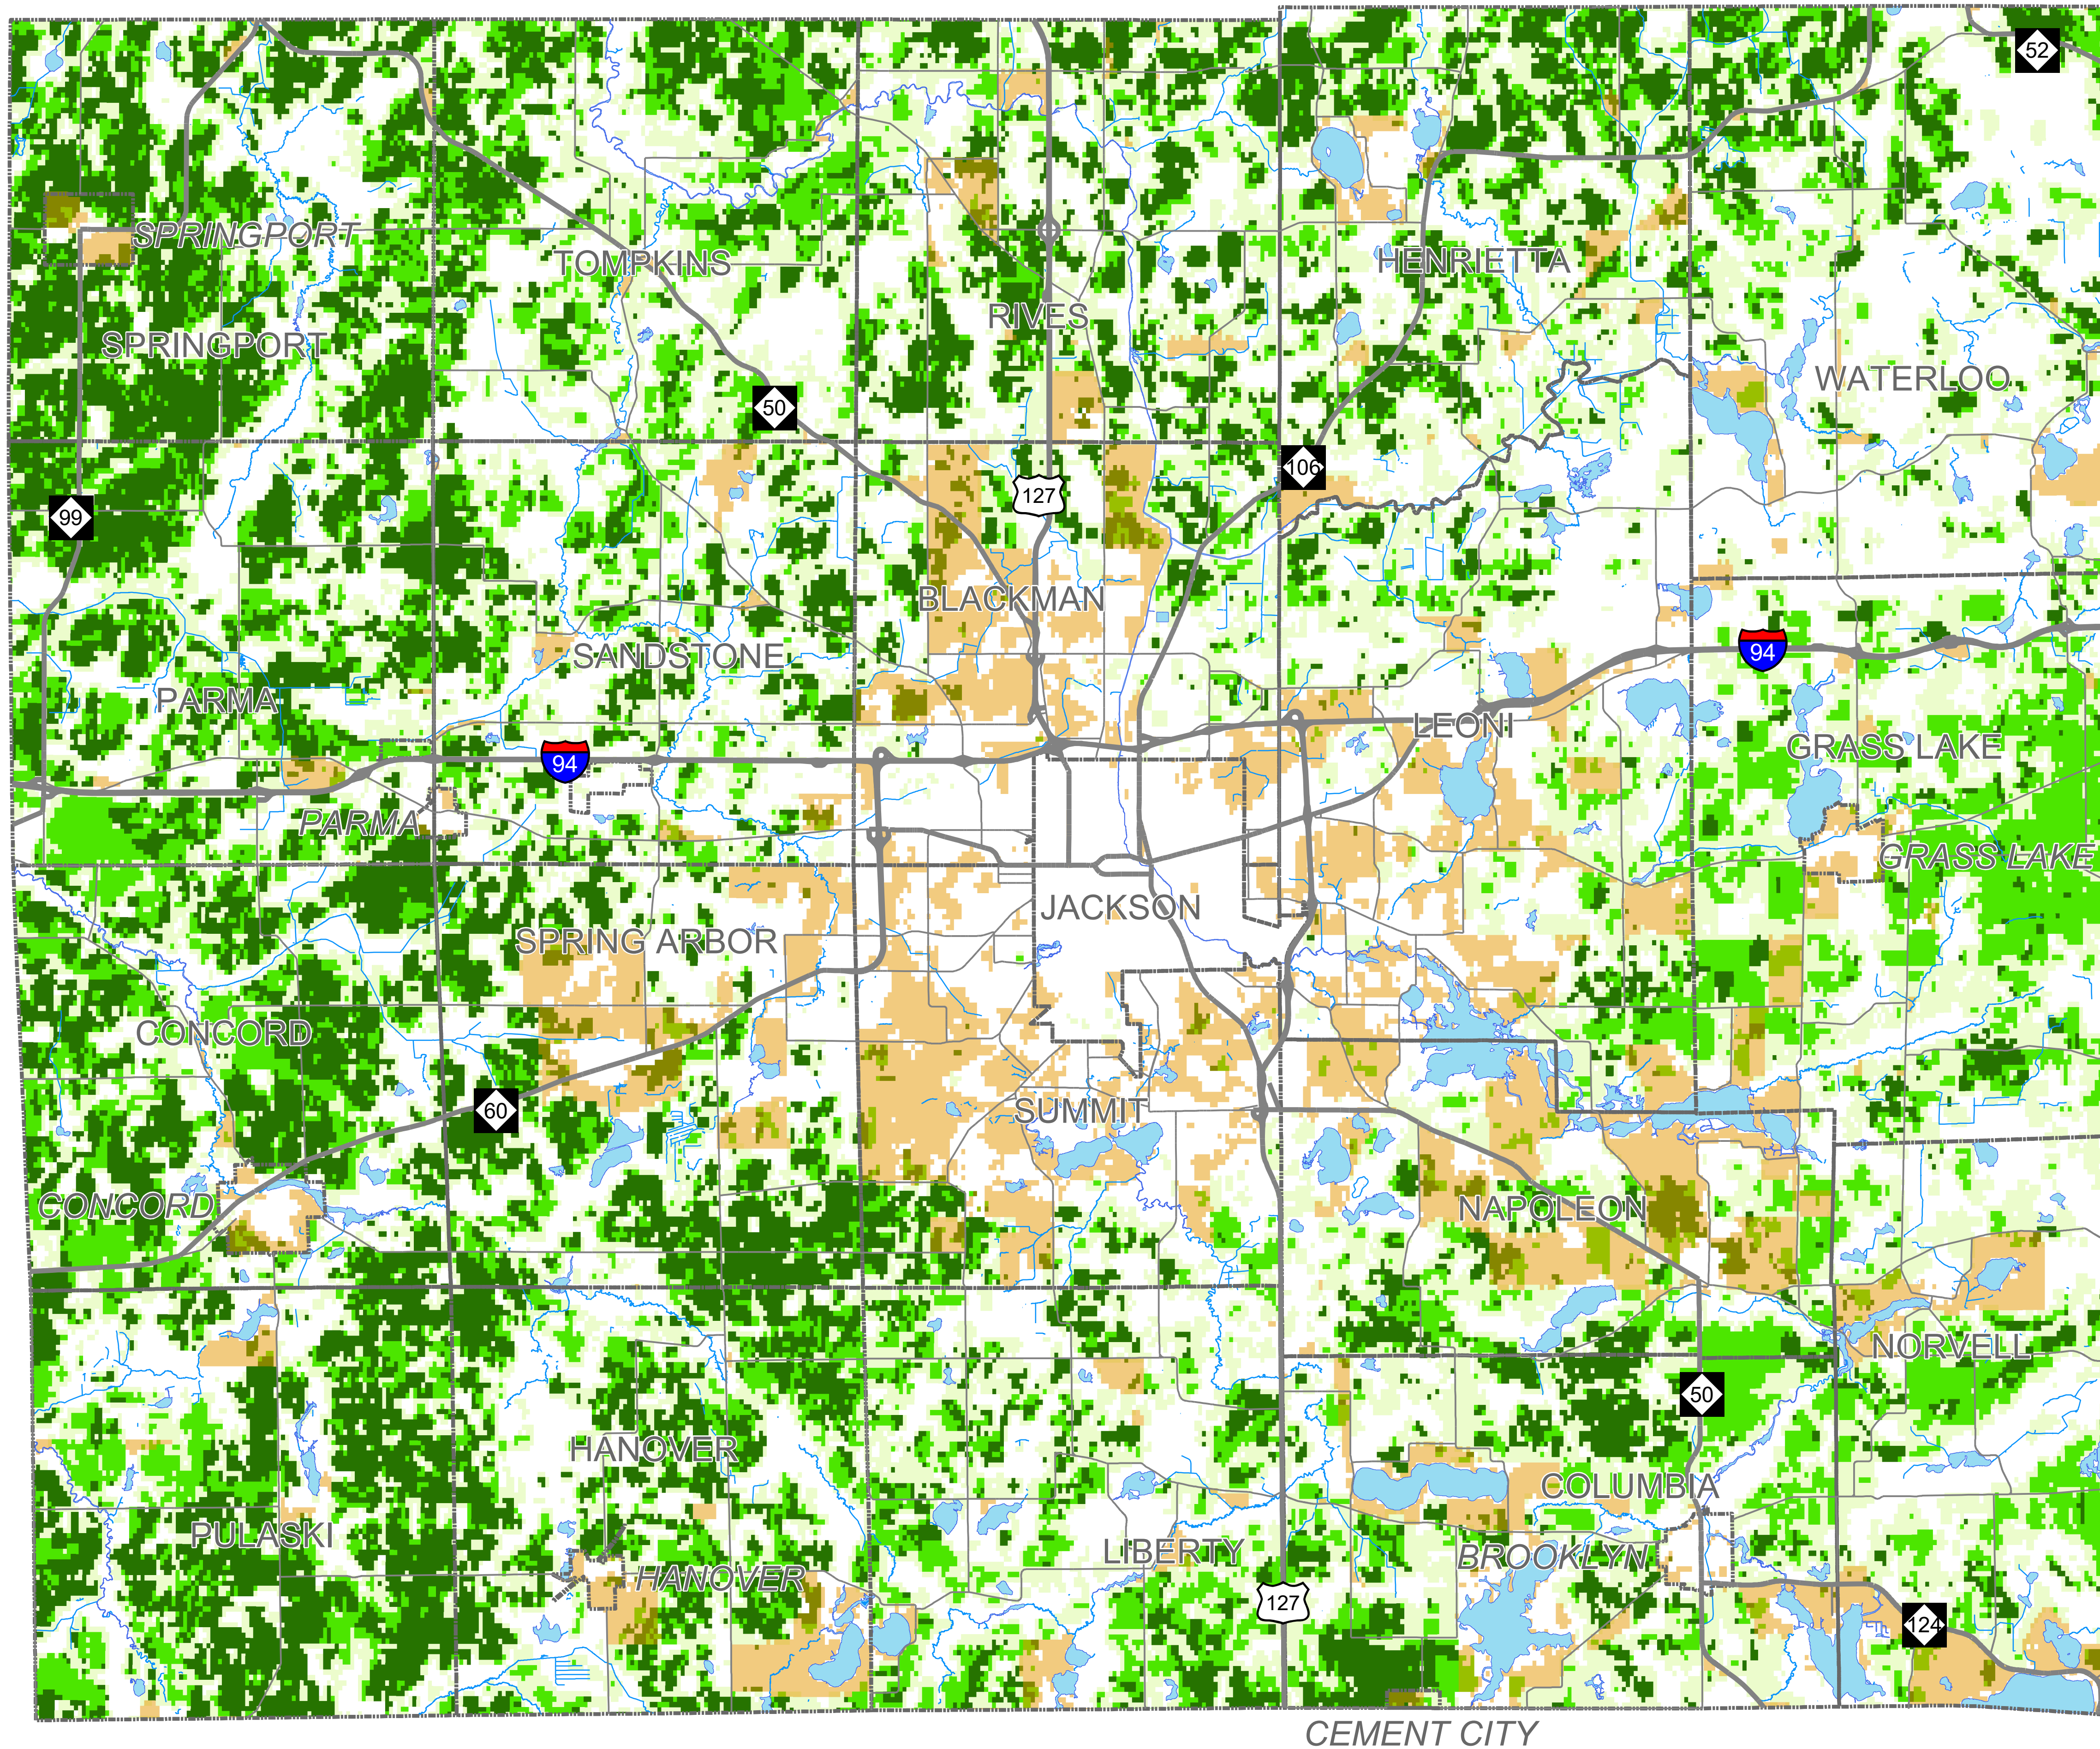 52
SPRINGPORT
TOMPKINS
HENRIETTA
RIVES
SPRINGPORT
WATERLOO
50
106
127
99
BLACKMAN
94
SANDSTONE
PARMA
LEONI
GRASS LAKE
94
PARMA
GRASS LAKE
JACKSON
SPRING ARBOR
CONCORD
60
SUMMIT
CONCORD
NAPOLEON
NORVELL
50
HANOVER
COLUMBIA
PULASKI
LIBERTY
BROOKLYN
HANOVER
127
124
CEMENT CITY